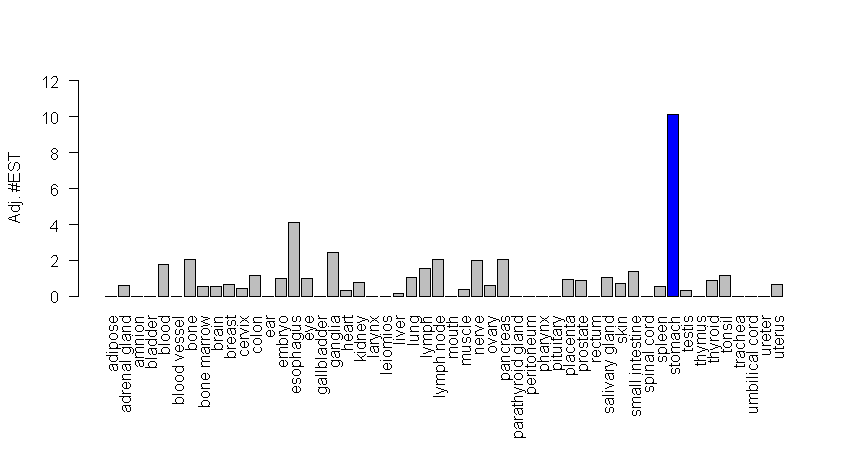 Adj. #EST
12
10
8
6
4
2
0
adipose
adrenal gland
amnion
bladder
blood
blood vessel
bone
bone marrow
brain
breast
cervix
colon
ear
embryo
esophagus
eye
gallbladder
ganglia
heart
kidney
larynx
leiomios
liver
lung
lymph
lymph node
mouth
muscle
nerve
ovary
pancreas
parathyroid gland
peritoneum
pharynx
pituitary
placenta
prostate
rectum
salivary gland
skin
small intestine
spinal cord
spleen
stomach
testis
thymus
thyroid
tonsil
trachea
umbilical cord
ureter
uterus